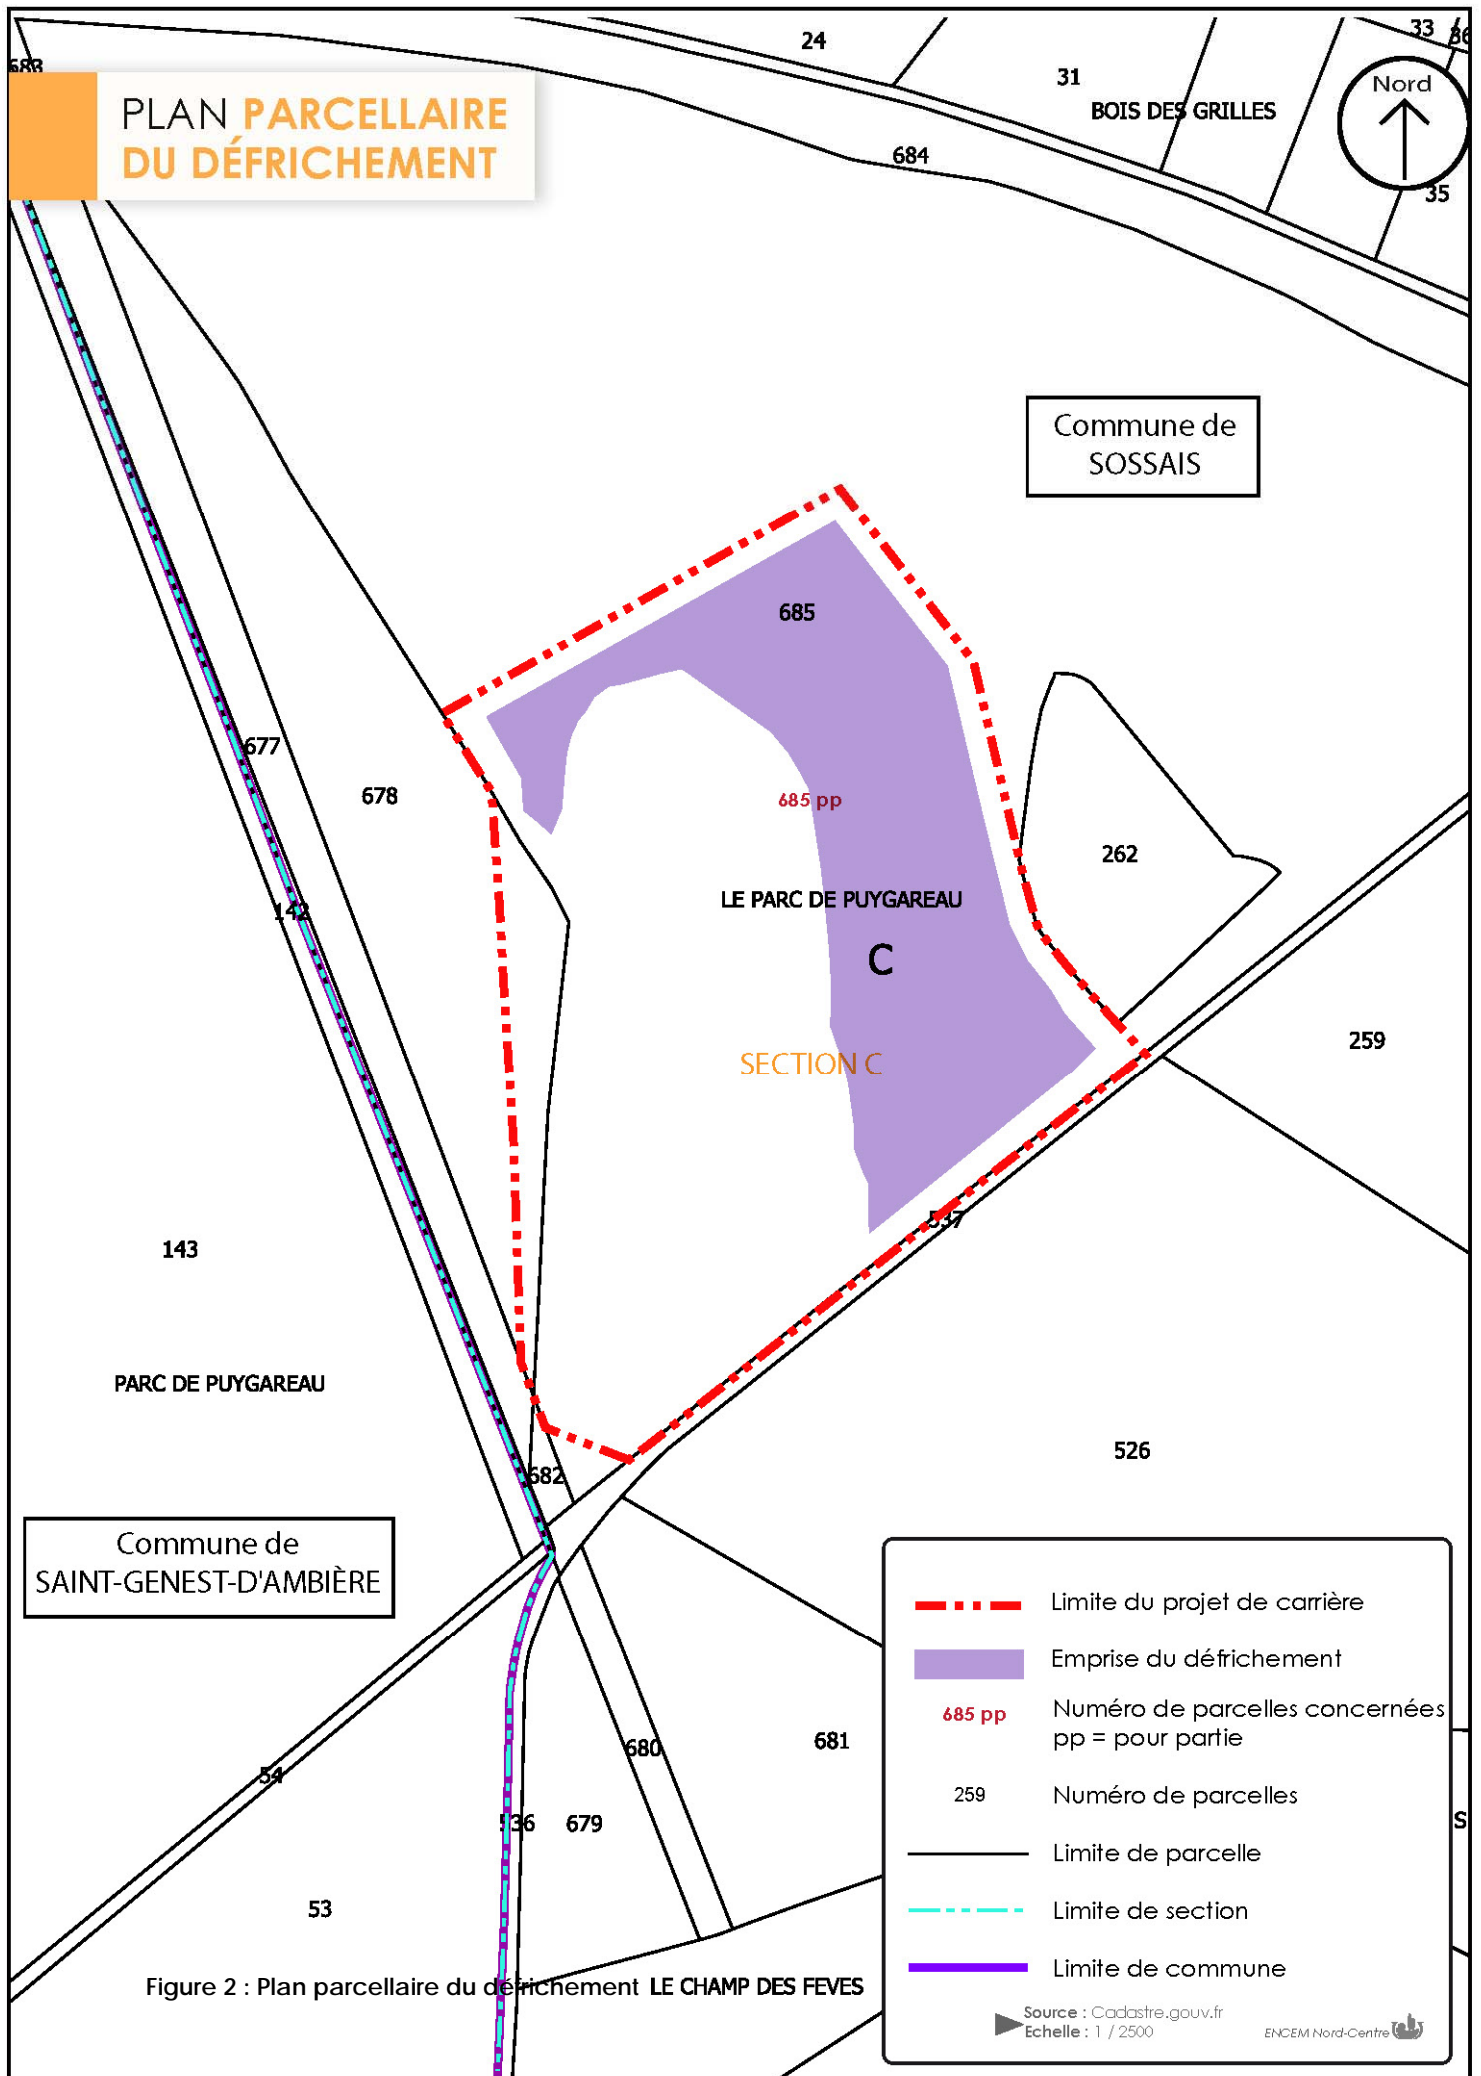 24
33
36
683
31
Nord
PLAN PARCELLAIRE
DU DÉFRICHEMENT
BOIS DES GRILLES
684
35
Commune de
SOSSAIS
685
677
678
685 pp
262
LE PARC DE PUYGAREAU
142
C
259
SECTION C
537
143
PARC DE PUYGAREAU
526
682
Commune de
SAINT-GENEST-D'AMBIÈRE
Limite du projet de carrière
Emprise du défrichement
685 pp
Numéro de parcelles concernées
pp = pour partie
681
680
54
259
Numéro de parcelles
536
679
S
Limite de parcelle
53
Limite de section
Limite de commune
Figure 2 : Plan parcellaire du défrichement
LE CHAMP DES FEVES
Source : Cadastre.gouv.fr
Echelle : 1 / 2500
ENCEM Nord-Centre